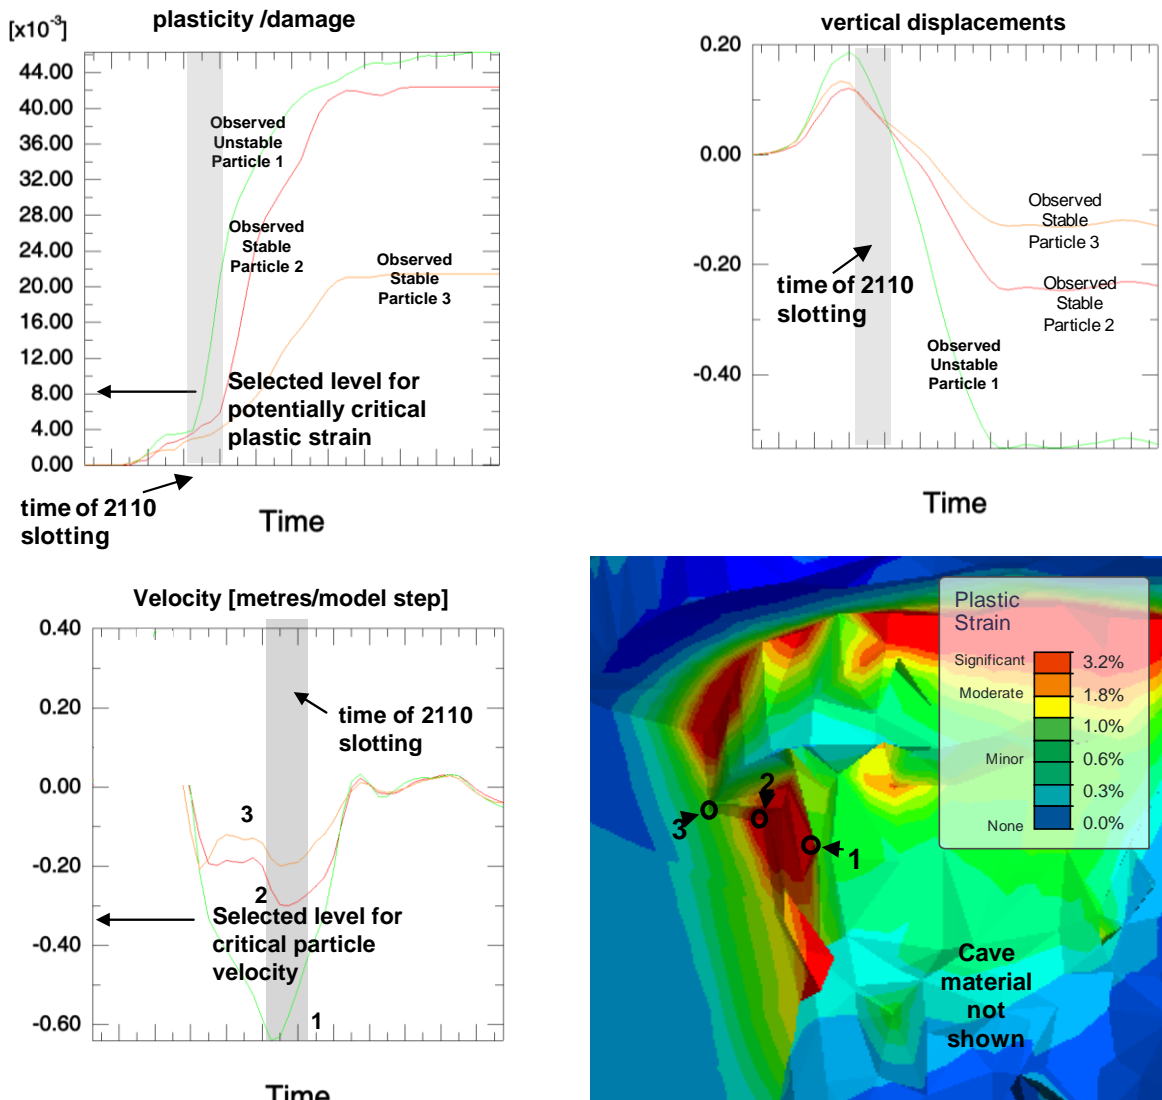 plasticity /damage
[x10⁻³]
44.00
40.00
36.00
32.00
28.00
24.00
20.00
16.00
12.00
8.00
4.00
0.00
Observed
Unstable
Particle 1
Observed
Stable
Particle 2
Observed
Stable
Particle 3
Selected level for
potentially critical
plastic strain
time of 2110
slotting
Time
vertical displacements
0.20
0.00
-0.20
-0.40
Observed
Stable
Particle 3
Observed
Stable
Particle 2
time of 2110
slotting
Observed
Unstable
Particle 1
Time
Velocity [metres/model step]
0.40
0.20
0.00
-0.20
-0.40
-0.60
time of 2110
slotting
3
2
Selected level for
critical particle
velocity
1
Time
Plastic
Strain
Significant 3.2%
Moderate 1.8%
1.0%
Minor 0.6%
0.3%
None 0.0%
2
3
1
Cave
material
not
shown